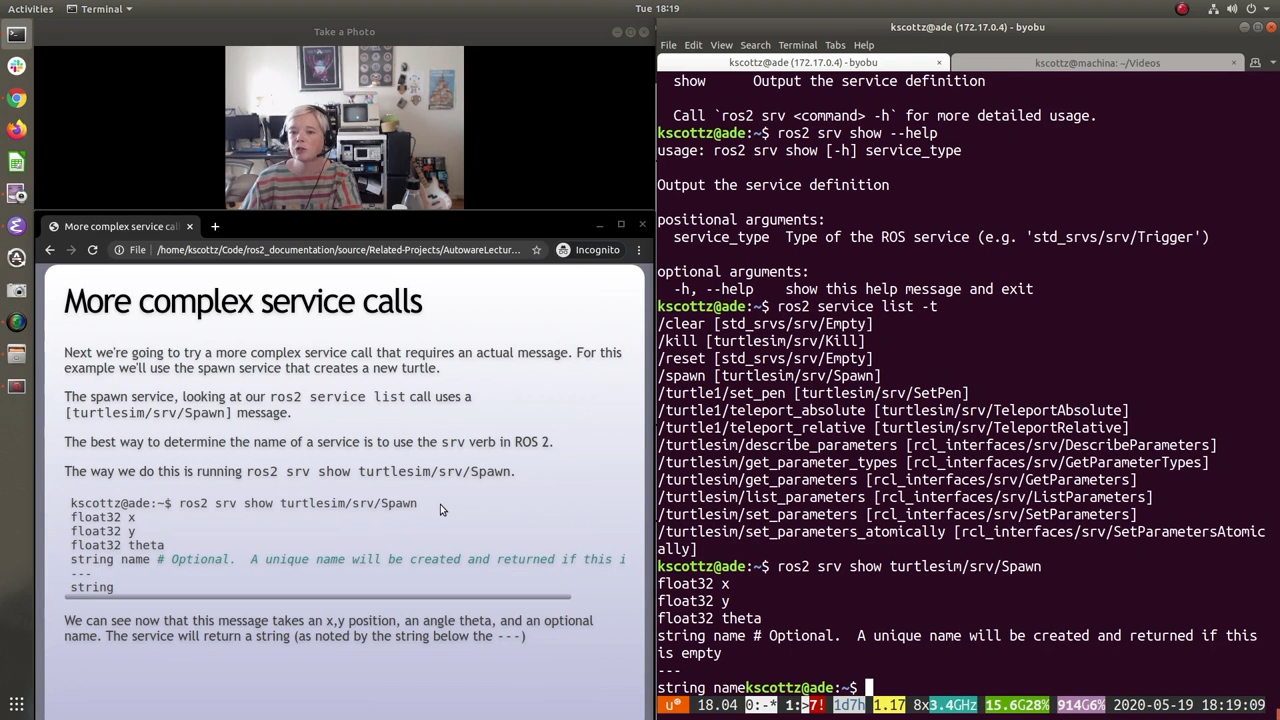 Activities
Terminal
Tue 18:19
Take a Photo
More complex service call
File
/home/kscottz/Code/ros2_documentation/source/Related-Projects/AutowareLectur...
Incognito
More complex service calls
Next we're going to try a more complex service call that requires an actual message. For this
example we'll use the spawn service that creates a new turtle.
The spawn service, looking at our ros2 service list call uses a
[turtlesim/srv/Spawn] message.
The best way to determine the name of a service is to use the srv verb in ROS 2.
The way we do this is running ros2 srv show turtlesim/srv/Spawn.
kscottz@ade:~$ ros2 srv show turtlesim/srv/Spawn
float32 x
float32 y
float32 theta
string name # Optional.  A unique name will be created and returned if this i
---
string
We can see now that this message takes an x,y position, an angle theta, and an optional
name. The service will return a string (as noted by the string below the ---)
kscottz@ade (172.17.0.4) - byobu
File Edit View Search Terminal Tabs Help
kscottz@ade (172.17.0.4) - byobu
kscottz@machina: ~/Videos
show      Output the service definition
Call `ros2 srv <command> -h` for more detailed usage.
kscottz@ade:~$ ros2 srv show --help
usage: ros2 srv show [-h] service_type
Output the service definition
positional arguments:
service_type  Type of the ROS service (e.g. 'std_srvs/srv/Trigger')
optional arguments:
-h, --help    show this help message and exit
kscottz@ade:~$ ros2 service list -t
/clear [std_srvs/srv/Empty]
/kill [turtlesim/srv/Kill]
/reset [std_srvs/srv/Empty]
/spawn [turtlesim/srv/Spawn]
/turtle1/set_pen [turtlesim/srv/SetPen]
/turtle1/teleport_absolute [turtlesim/srv/TeleportAbsolute]
/turtle1/teleport_relative [turtlesim/srv/TeleportRelative]
/turtlesim/describe_parameters [rcl_interfaces/srv/DescribeParameters]
/turtlesim/get_parameter_types [rcl_interfaces/srv/GetParameterTypes]
/turtlesim/get_parameters [rcl_interfaces/srv/GetParameters]
/turtlesim/list_parameters [rcl_interfaces/srv/ListParameters]
/turtlesim/set_parameters [rcl_interfaces/srv/SetParameters]
/turtlesim/set_parameters_atomically [rcl_interfaces/srv/SetParametersAtomic
ally]
kscottz@ade:~$ ros2 srv show turtlesim/srv/Spawn
float32 x
float32 y
float32 theta
string name # Optional.  A unique name will be created and returned if this
is empty
---
string namekscottz@ade:~$
u 18.04 0:-* 1:>7! 1d7h 1.17 8x3.4GHz 15.6G28% 914G6% 2020-05-19 18:19:09